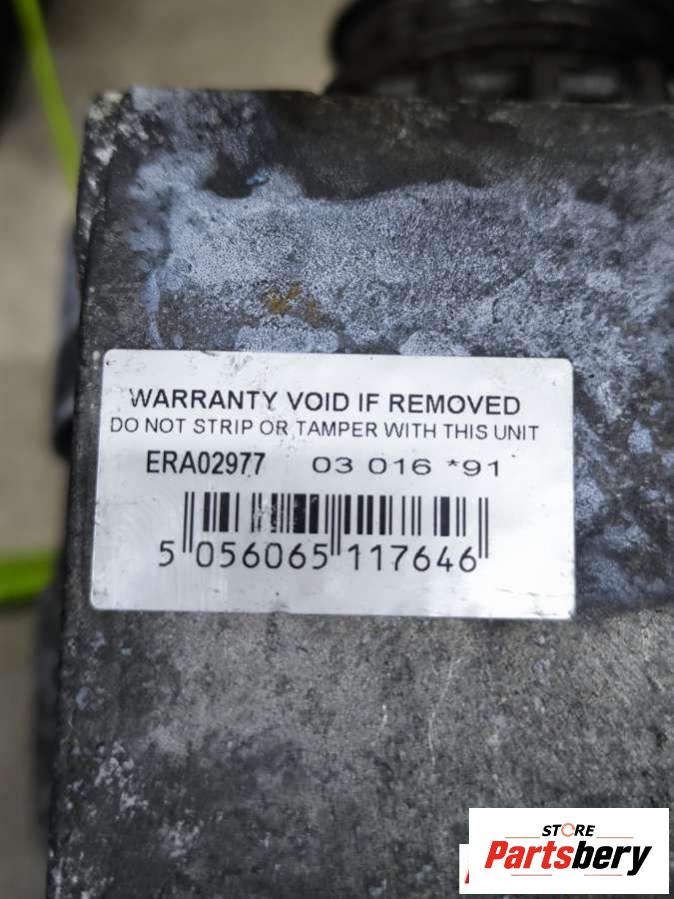 WARRANTY VOID IF REMOVED
DO NOT STRIP OR TAMPER WITH THIS UNIT
ERA02977 03 016 *91
5 056065 117646
STORE
Partsbery